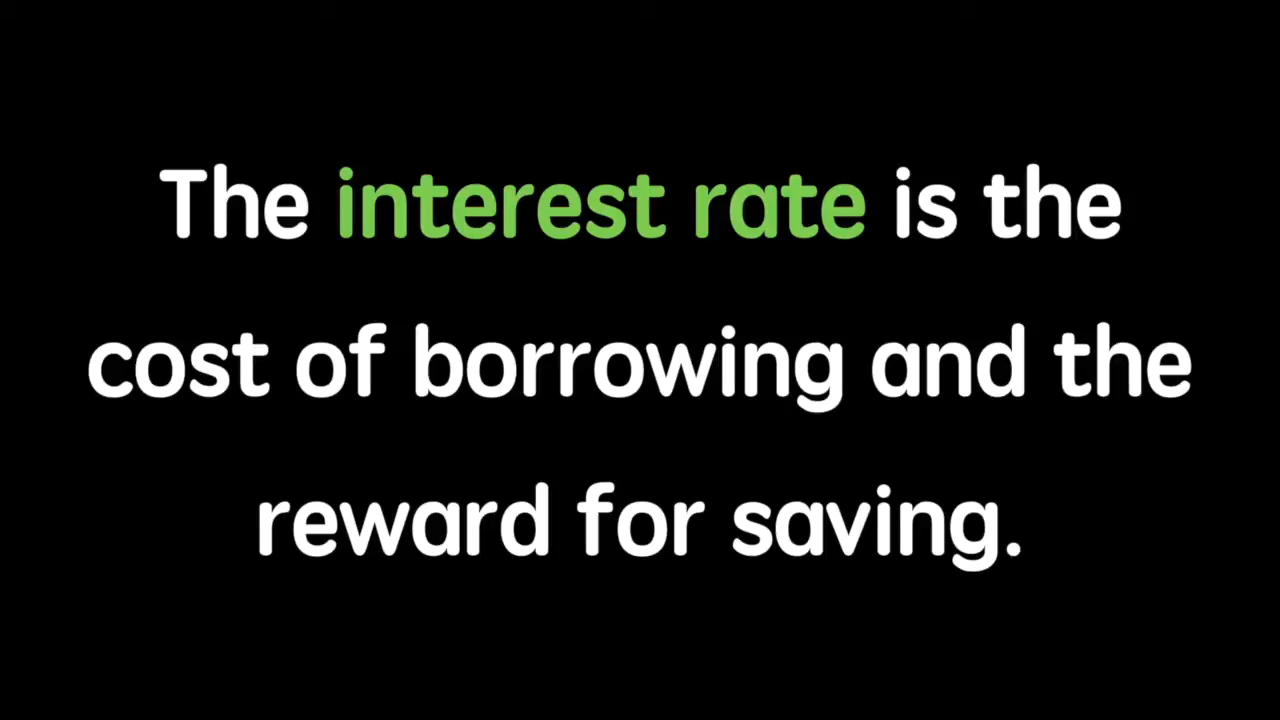 The interest rate is the
cost of borrowing and the
reward for saving.